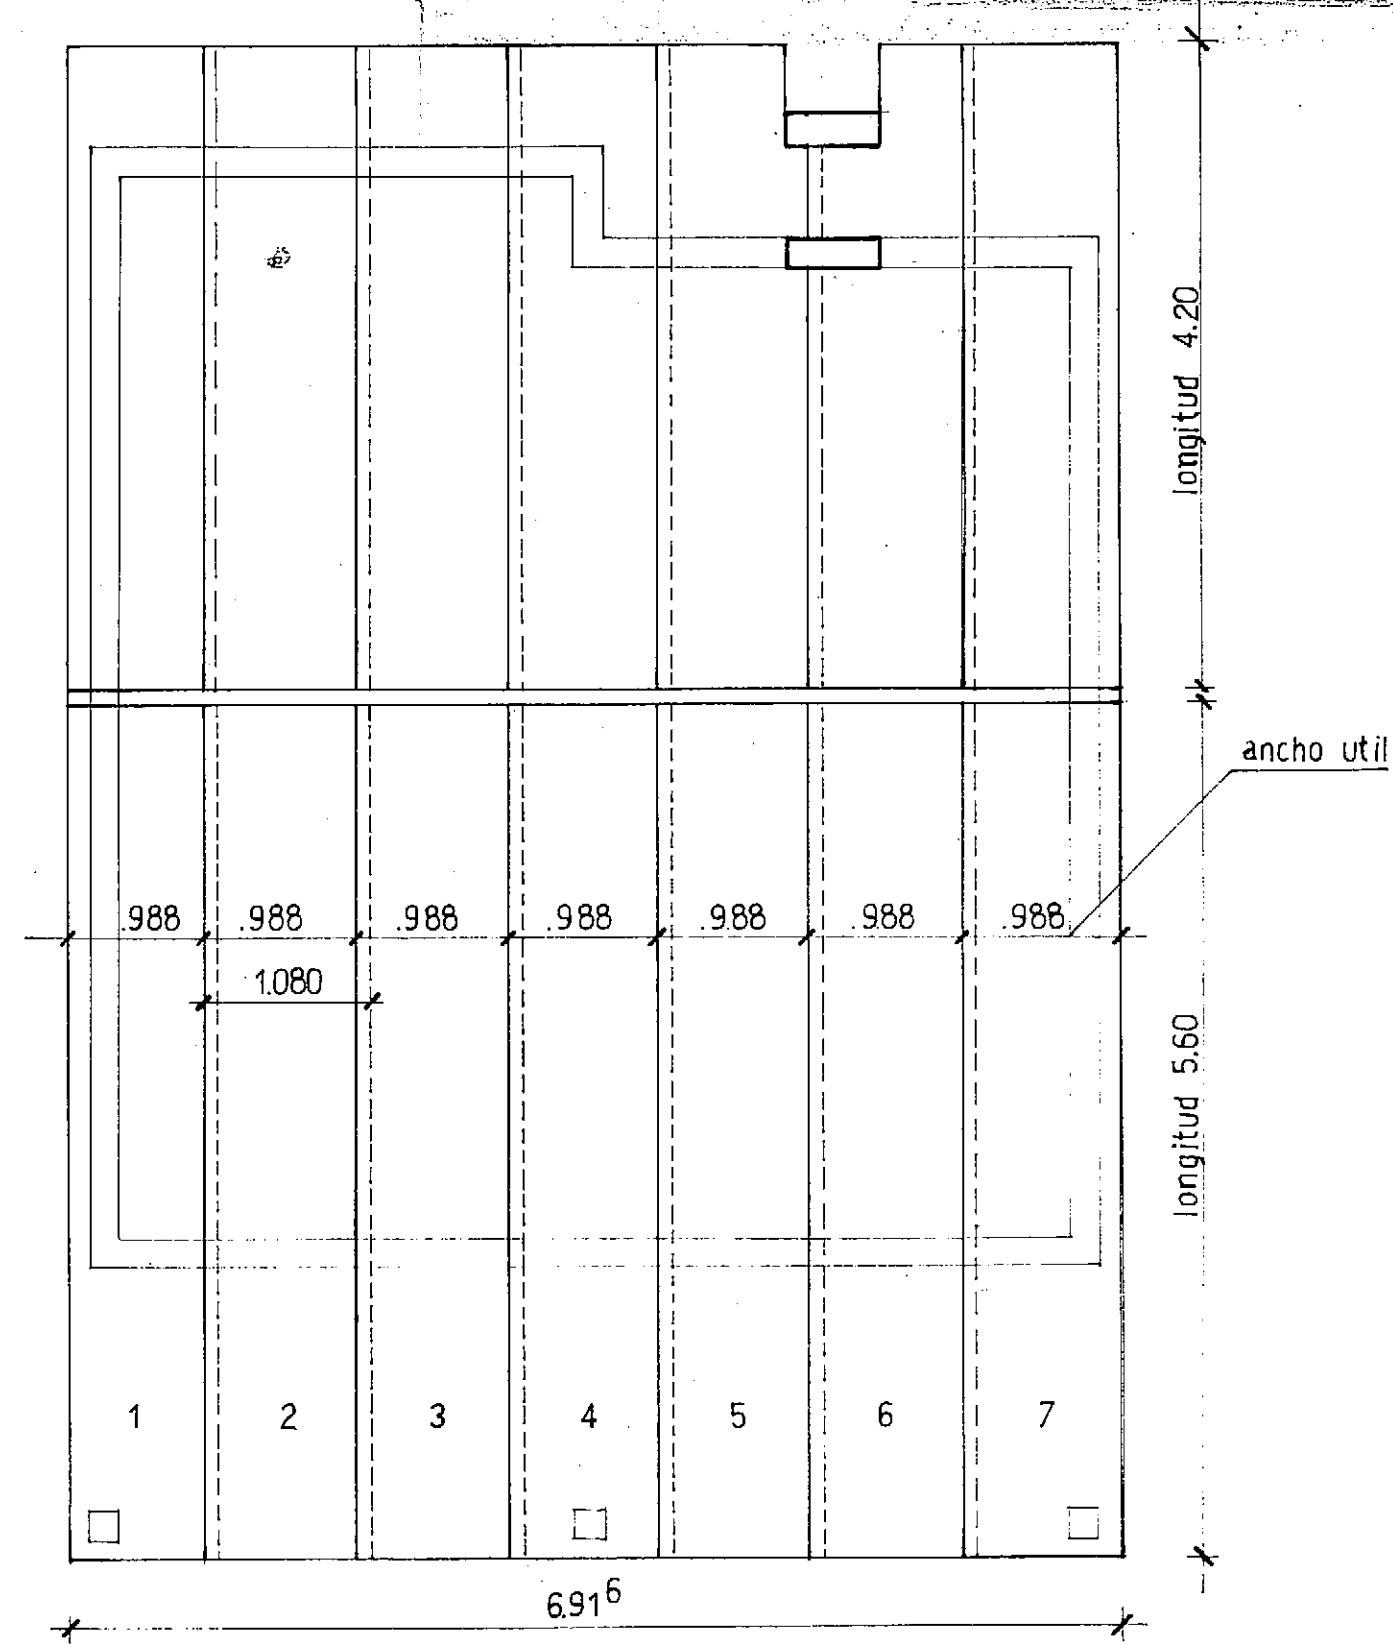 longitud 4.20
ancho util
.988 .988 .988 .988 .988 .988 .988
1.080
longitud 5.60
1 2 3 4 5 6 7
6.91⁶